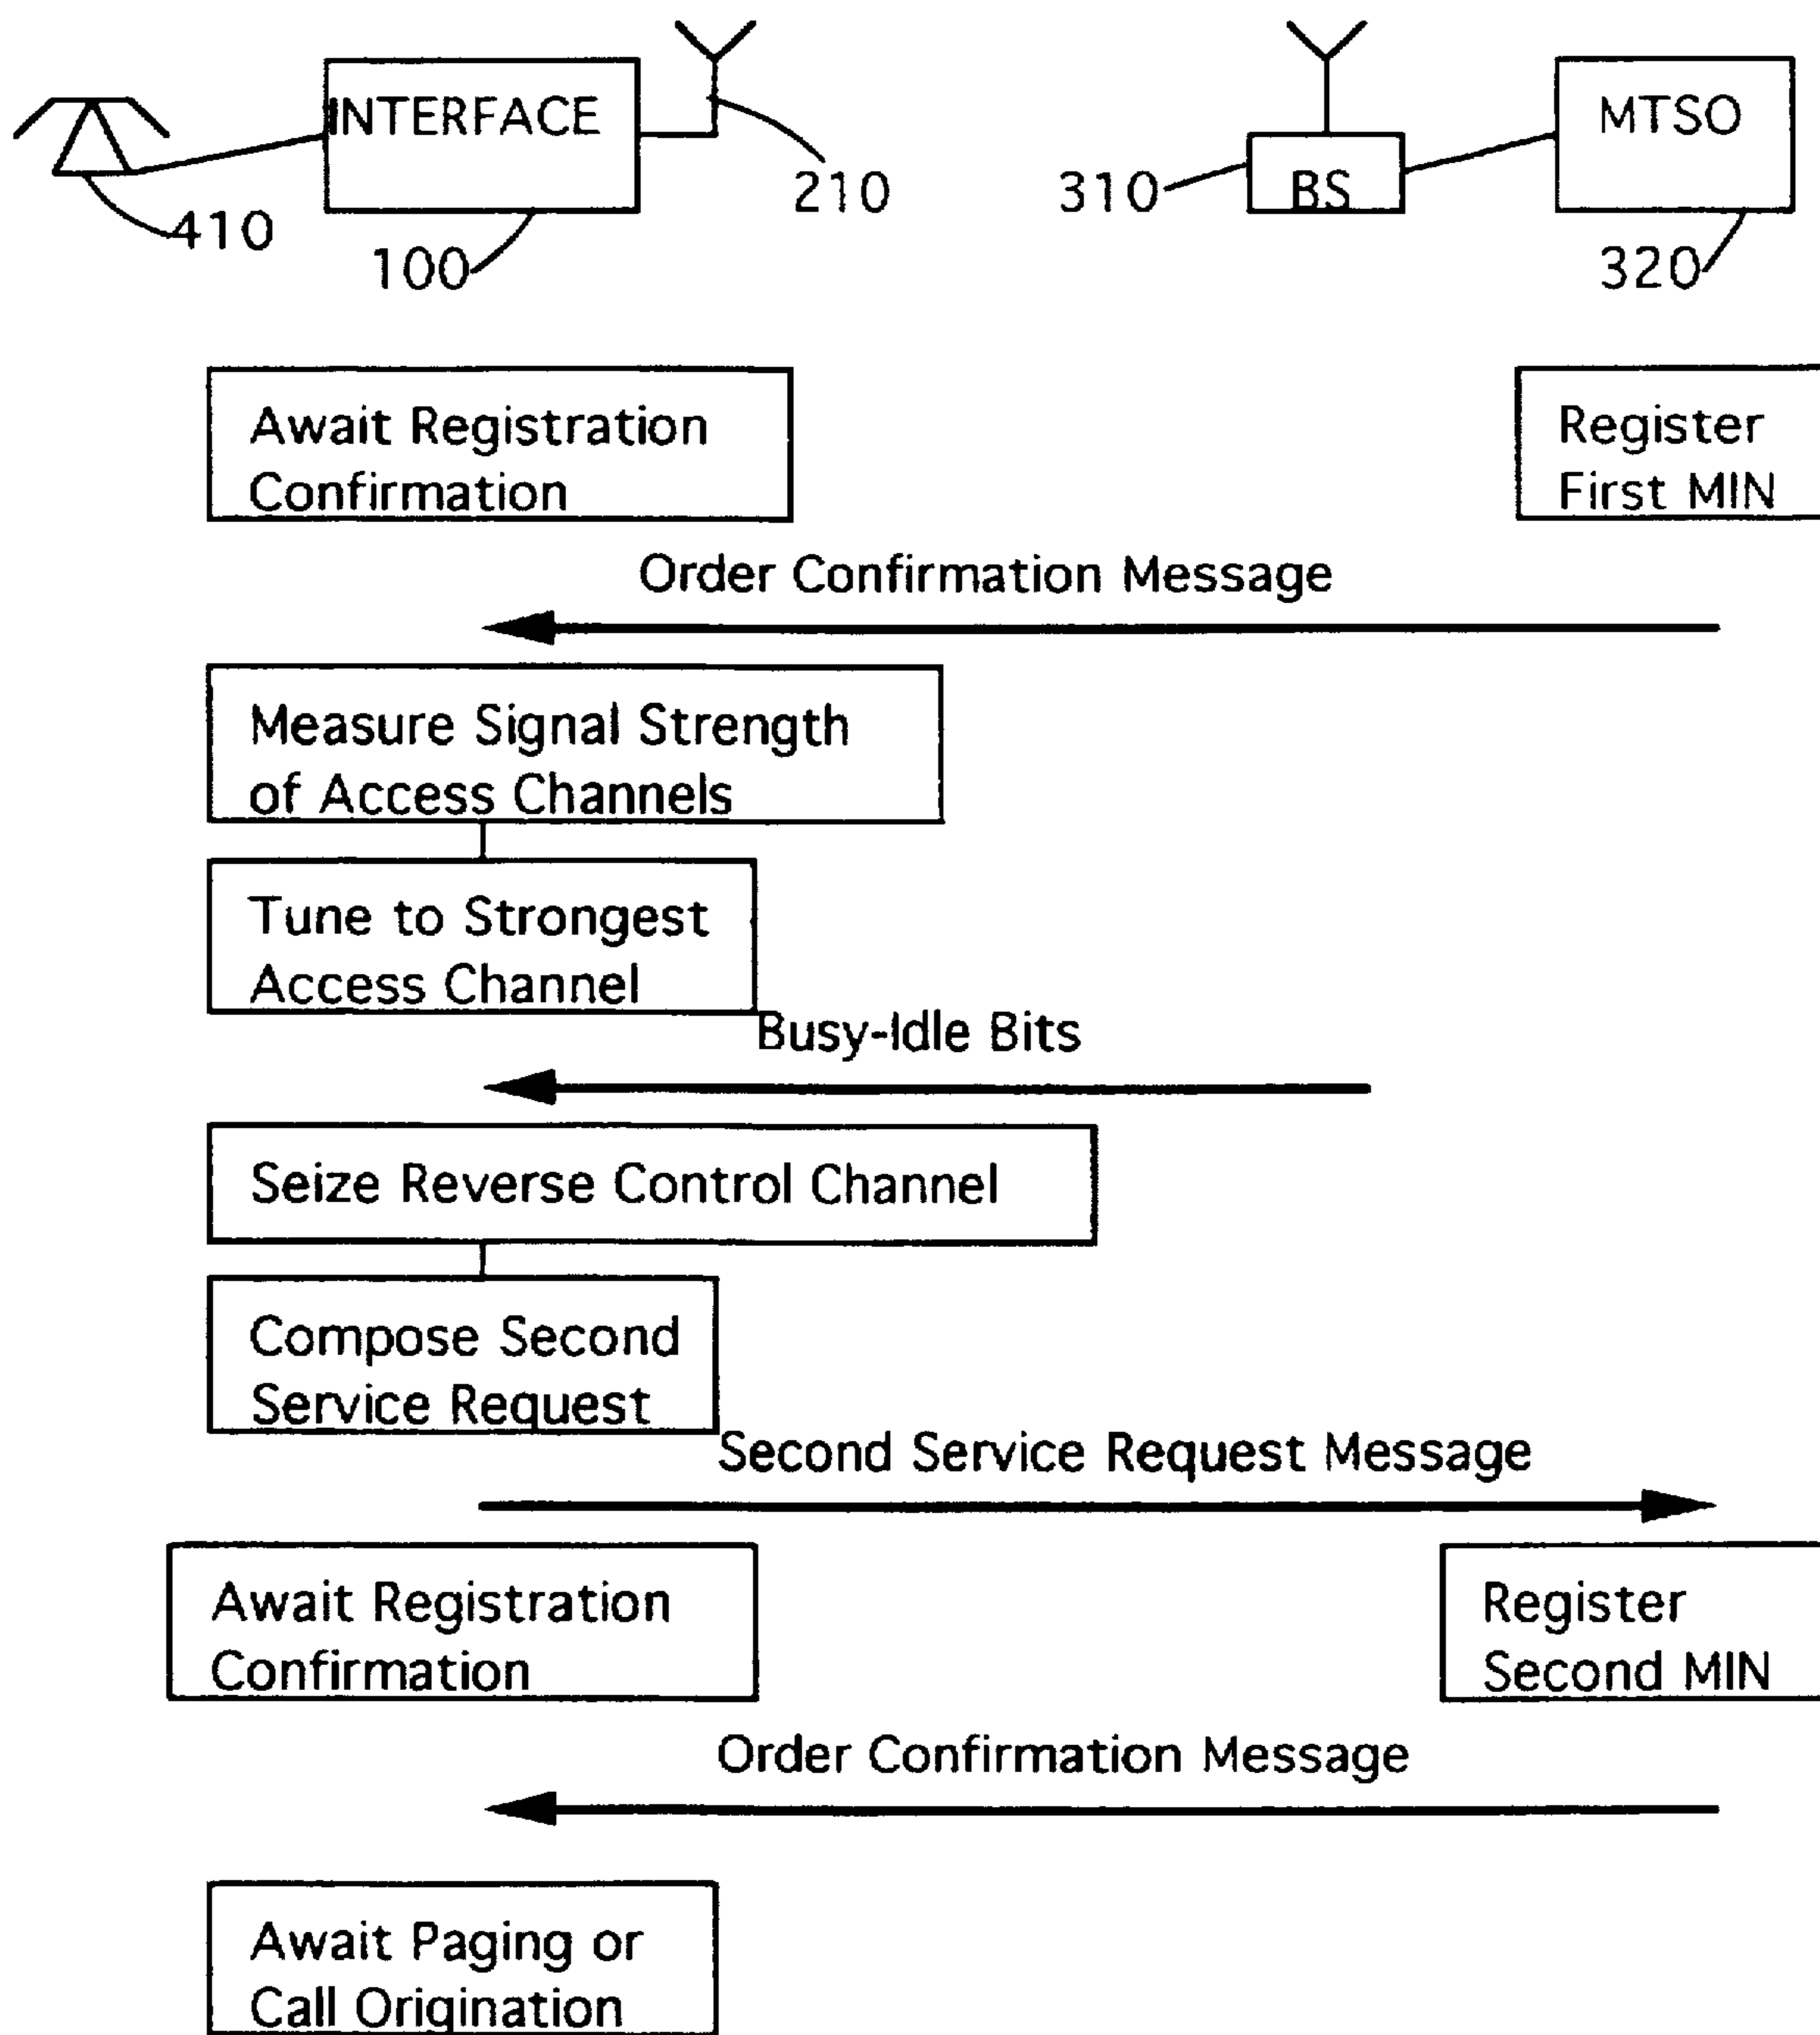 INTERFACE
MTSO
BS
210
310
410
100
320
Await Registration
Confirmation
Register
First MIN
Order Confirmation Message
Measure Signal Strength
of Access Channels
Tune to Strongest
Access Channel
Busy-Idle Bits
Seize Reverse Control Channel
Compose Second
Service Request
Second Service Request Message
Await Registration
Confirmation
Register
Second MIN
Order Confirmation Message
Await Paging or
Call Origination